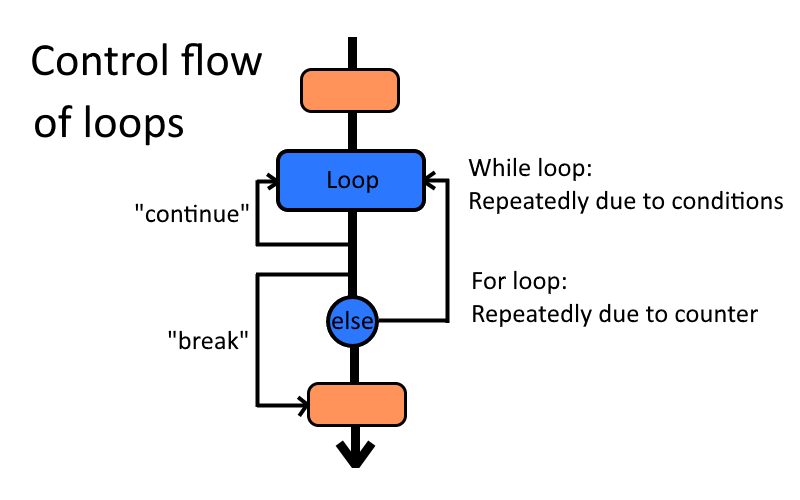 Control flow
of loops
Loop
While loop:
Repeatedly due to conditions
"continue"
For loop:
Repeatedly due to counter
else
"break"